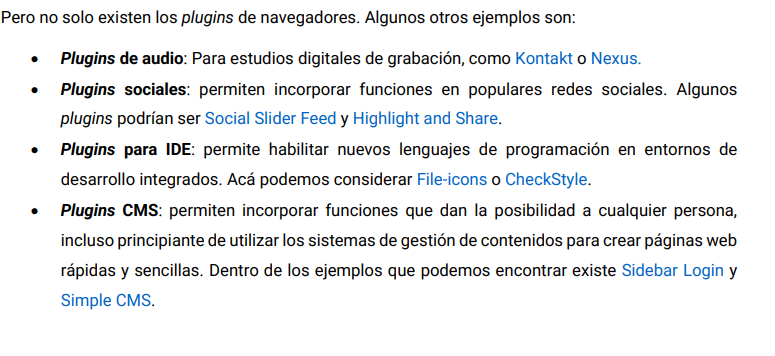 Pero no solo existen los plugins de navegadores. Algunos otros ejemplos son:
• Plugins de audio: Para estudios digitales de grabación, como Kontakt o Nexus.
• Plugins sociales: permiten incorporar funciones en populares redes sociales. Algunos
plugins podrían ser Social Slider Feed y Highlight and Share.
• Plugins para IDE: permite habilitar nuevos lenguajes de programación en entornos de
desarrollo integrados. Acá podemos considerar File-icons o CheckStyle.
• Plugins CMS: permiten incorporar funciones que dan la posibilidad a cualquier persona,
incluso principiante de utilizar los sistemas de gestión de contenidos para crear páginas web
rápidas y sencillas. Dentro de los ejemplos que podemos encontrar existe Sidebar Login y
Simple CMS.